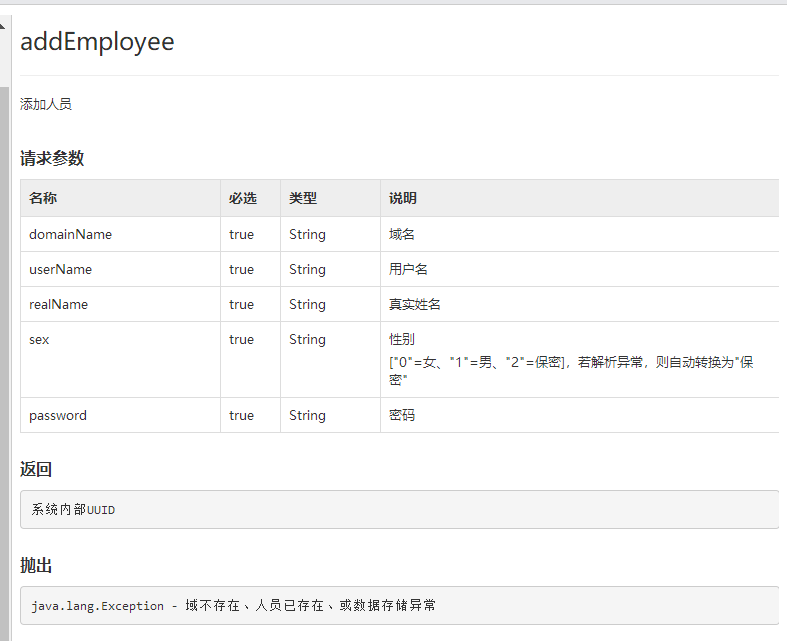 addEmployee
添加人员
请求参数
名称 必选 类型 说明
domainName true String 域名
userName true String 用户名
realName true String 真实姓名
sex true String 性别
["0"=女、"1"=男、"2"=保密]，若解析异常，则自动转换为"保
密"
password true String 密码
返回
系统内部UUID
抛出
java.lang.Exception - 域不存在、人员已存在、或数据存储异常